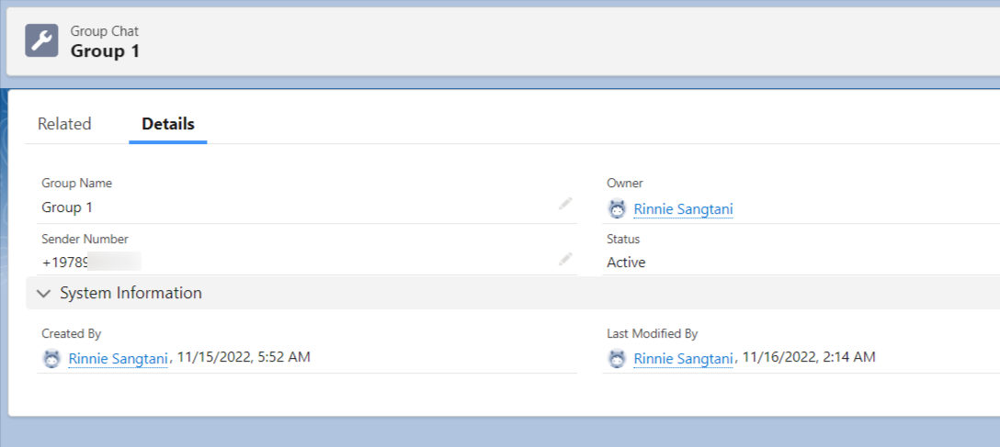 Group Chat
Group 1
Related Details
Group Name
Group 1
Owner
Rinnie Sangtani
Sender Number
+1978
Status
Active
System Information
Created By
Rinnie Sangtani, 11/15/2022, 5:52 AM
Last Modified By
Rinnie Sangtani, 11/16/2022, 2:14 AM